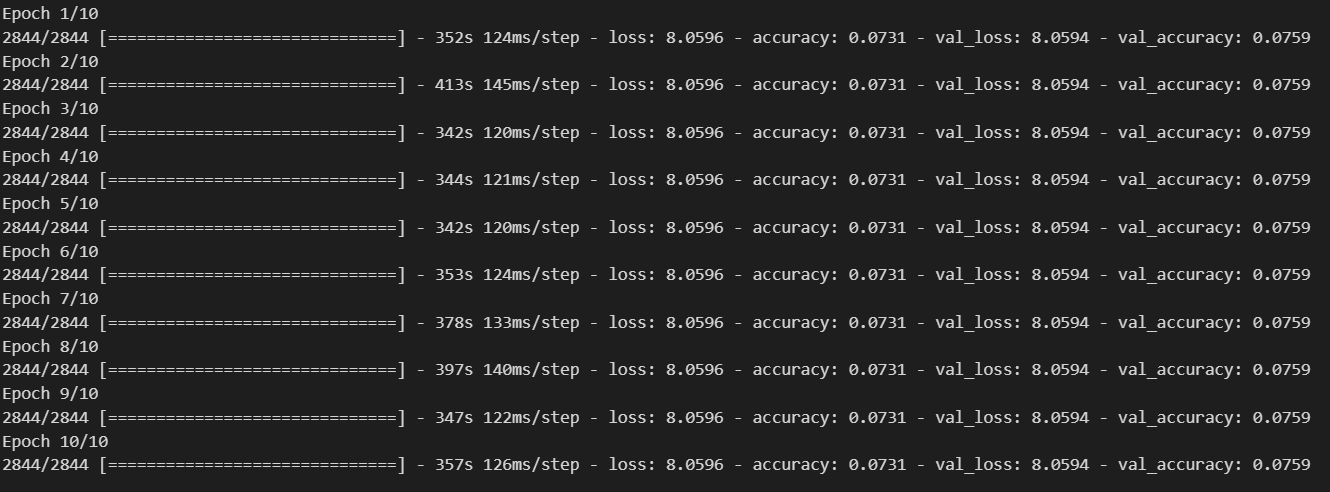 Epoch 1/10
2844/2844 [==============================] - 352s 124ms/step - loss: 8.0596 - accuracy: 0.0731 - val_loss: 8.0594 - val_accuracy: 0.0759
Epoch 2/10
2844/2844 [==============================] - 413s 145ms/step - loss: 8.0596 - accuracy: 0.0731 - val_loss: 8.0594 - val_accuracy: 0.0759
Epoch 3/10
2844/2844 [==============================] - 342s 120ms/step - loss: 8.0596 - accuracy: 0.0731 - val_loss: 8.0594 - val_accuracy: 0.0759
Epoch 4/10
2844/2844 [==============================] - 344s 121ms/step - loss: 8.0596 - accuracy: 0.0731 - val_loss: 8.0594 - val_accuracy: 0.0759
Epoch 5/10
2844/2844 [==============================] - 342s 120ms/step - loss: 8.0596 - accuracy: 0.0731 - val_loss: 8.0594 - val_accuracy: 0.0759
Epoch 6/10
2844/2844 [==============================] - 353s 124ms/step - loss: 8.0596 - accuracy: 0.0731 - val_loss: 8.0594 - val_accuracy: 0.0759
Epoch 7/10
2844/2844 [==============================] - 378s 133ms/step - loss: 8.0596 - accuracy: 0.0731 - val_loss: 8.0594 - val_accuracy: 0.0759
Epoch 8/10
2844/2844 [==============================] - 397s 140ms/step - loss: 8.0596 - accuracy: 0.0731 - val_loss: 8.0594 - val_accuracy: 0.0759
Epoch 9/10
2844/2844 [==============================] - 347s 122ms/step - loss: 8.0596 - accuracy: 0.0731 - val_loss: 8.0594 - val_accuracy: 0.0759
Epoch 10/10
2844/2844 [==============================] - 357s 126ms/step - loss: 8.0596 - accuracy: 0.0731 - val_loss: 8.0594 - val_accuracy: 0.0759